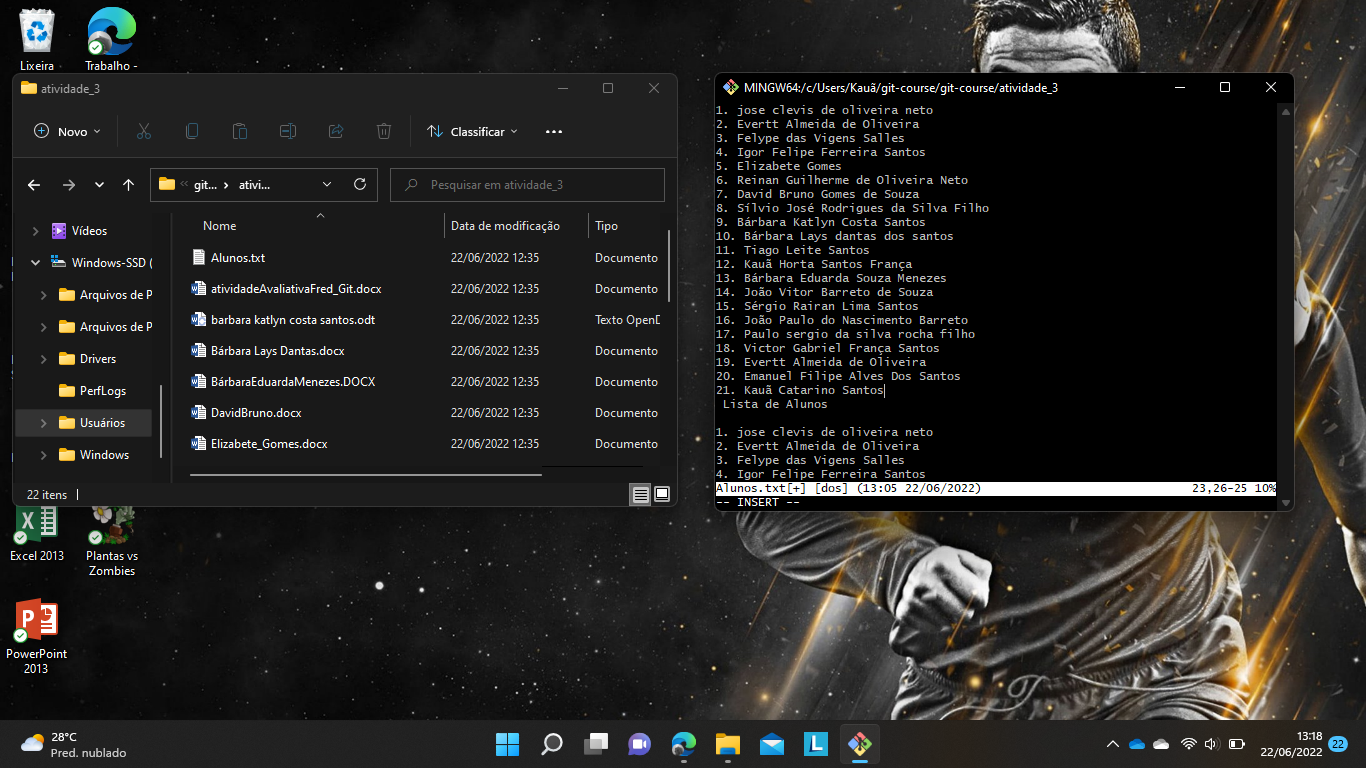 Lixeira
Trabalho -
atividade_3
Novo
Classificar
git...
ativi...
Pesquisar em atividade_3
Vídeos
Windows-SSD (
Arquivos de P
Arquivos de P
Drivers
PerfLogs
Usuários
Windows
Nome Data de modificação Tipo
Alunos.txt 22/06/2022 12:35 Documento
atividadeAvaliativaFred_Git.docx 22/06/2022 12:35 Documento
barbara katlyn costa santos.odt 22/06/2022 12:35 Texto OpenD
Bárbara Lays Dantas.docx 22/06/2022 12:35 Documento
BárbaraEduardaMenezes.DOCX 22/06/2022 12:35 Documento
DavidBruno.docx 22/06/2022 12:35 Documento
Elizabete_Gomes.docx 22/06/2022 12:35 Documento
22 itens
MINGW64:/c/Users/Kauã/git-course/git-course/atividade_3
1. jose clevis de oliveira neto
2. Evertt Almeida de Oliveira
3. Felype das Vigens Salles
4. Igor Felipe Ferreira Santos
5. Elizabete Gomes
6. Reinan Guilherme de Oliveira Neto
7. David Bruno Gomes de Souza
8. Sílvio José Rodrigues da Silva Filho
9. Bárbara Katlyn Costa Santos
10. Bárbara Lays dantas dos santos
11. Tiago Leite Santos
12. Kauã Horta Santos França
13. Bárbara Eduarda Souza Menezes
14. João Vitor Barreto de Souza
15. Sérgio Rairan Lima Santos
16. João Paulo do Nascimento Barreto
17. Paulo sergio da silva rocha filho
18. Victor Gabriel França Santos
19. Evertt Almeida de Oliveira
20. Emanuel Filipe Alves Dos Santos
21. Kauã Catarino Santos
Lista de Alunos
1. jose clevis de oliveira neto
2. Evertt Almeida de Oliveira
3. Felype das Vigens Salles
4. Igor Felipe Ferreira Santos
Alunos.txt[+] [dos] (13:05 22/06/2022) 23,26-25 10%
-- INSERT --
Excel 2013
Plantas vs
Zombies
PowerPoint
2013
28°C
Pred. nublado
L
13:18
22/06/2022
22